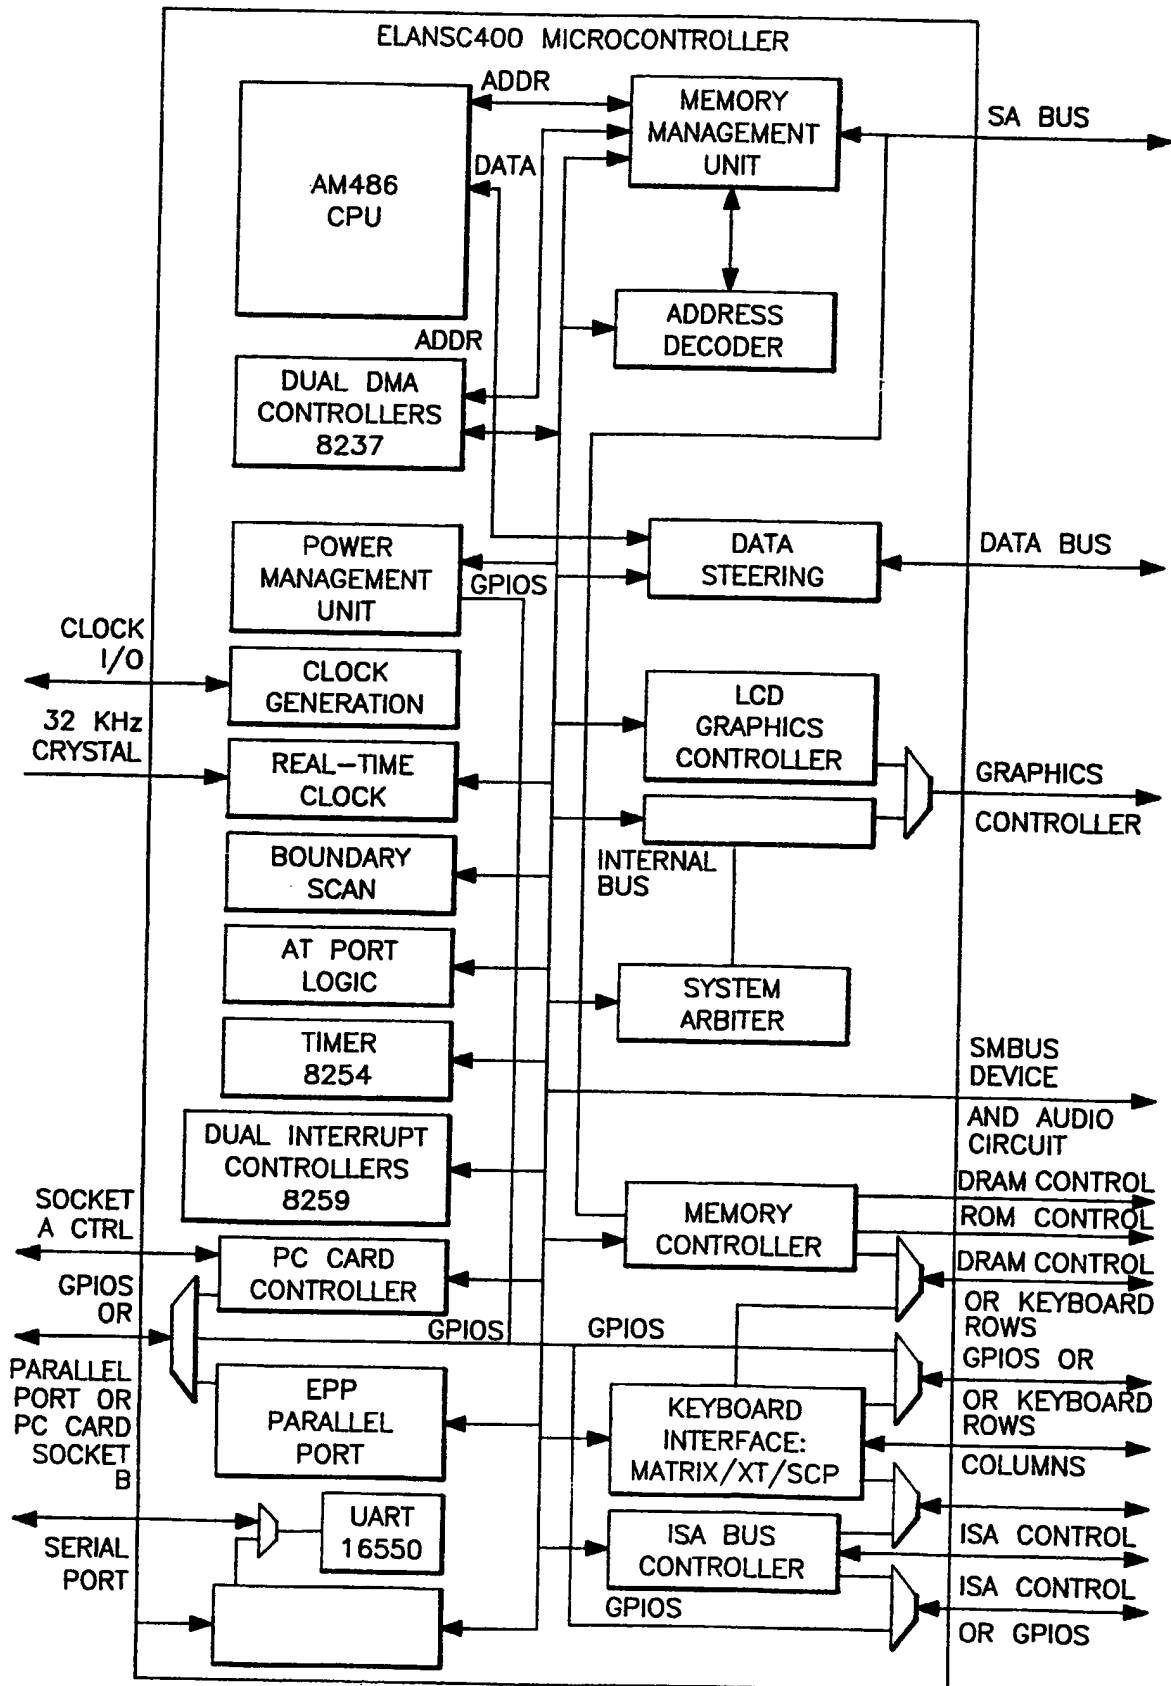 ELANSC400 MICROCONTROLLER
ADDR
MEMORY
MANAGEMENT
UNIT
SA BUS
DATA
AM486
CPU
ADDRESS
DECODER
ADDR
DUAL DMA
CONTROLLERS
8237
POWER
MANAGEMENT
UNIT
GPIOS
DATA
STEERING
DATA BUS
CLOCK
I/O
CLOCK
GENERATION
LCD
GRAPHICS
CONTROLLER
32 KHz
CRYSTAL
REAL-TIME
CLOCK
GRAPHICS
CONTROLLER
INTERNAL
BUS
BOUNDARY
SCAN
AT PORT
LOGIC
SYSTEM
ARBITER
TIMER
8254
SMBUS
DEVICE
AND AUDIO
CIRCUIT
DUAL INTERRUPT
CONTROLLERS
8259
SOCKET
A CTRL
MEMORY
CONTROLLER
DRAM CONTROL
ROM CONTROL
DRAM CONTROL
OR KEYBOARD
ROWS
PC CARD
CONTROLLER
GPIOS
OR
GPIOS
GPIOS
GPIOS OR
OR KEYBOARD
ROWS
PARALLEL
PORT OR
PC CARD
SOCKET
B
EPP
PARALLEL
PORT
KEYBOARD
INTERFACE:
MATRIX/XT/SCP
COLUMNS
SERIAL
PORT
UART
16550
ISA BUS
CONTROLLER
ISA CONTROL
ISA CONTROL
OR GPIOS
GPIOS